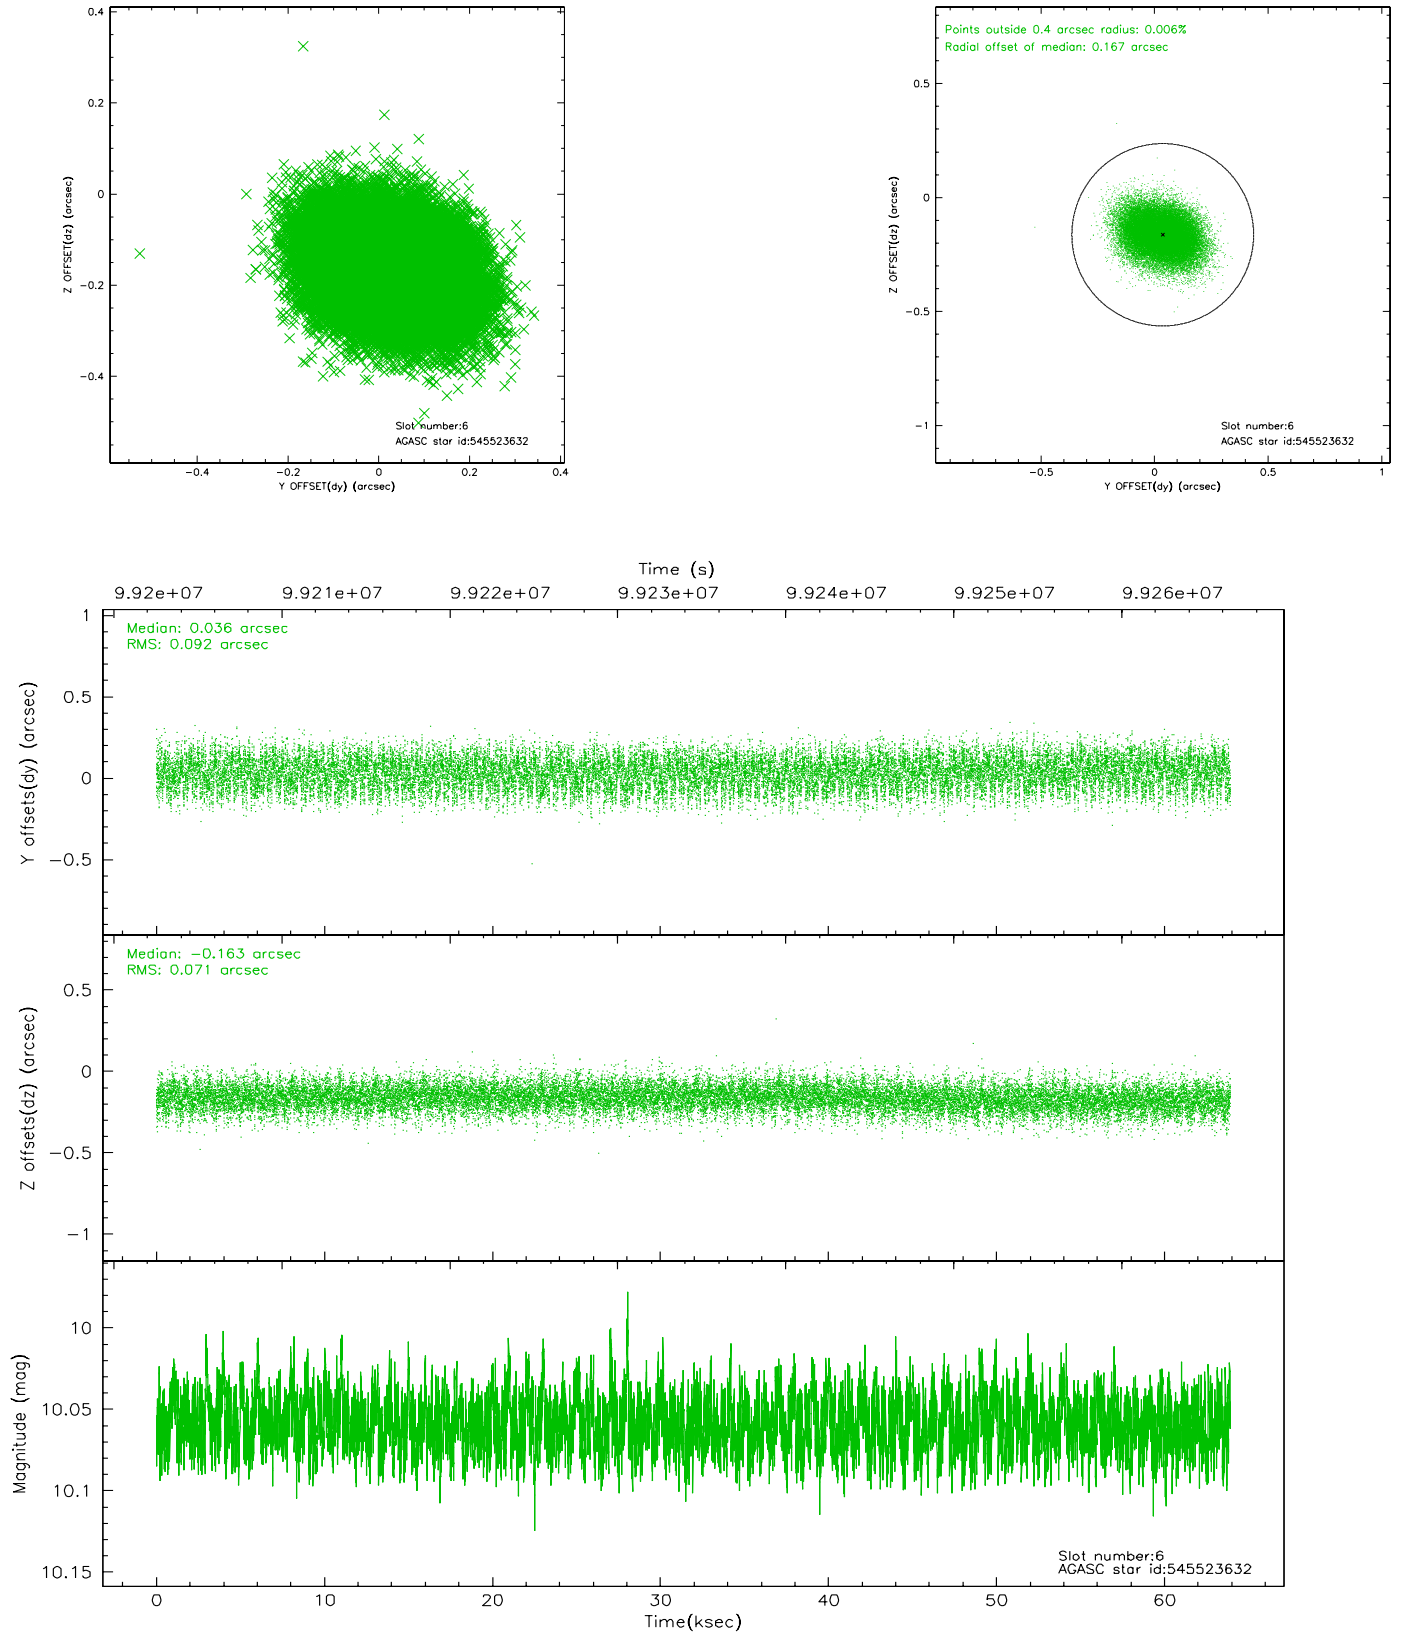 0.4
0.2
0
−0.2
−0.4
Z OFFSET(dz) (arcsec)
−0.4
−0.2
0
0.2
0.4
Y OFFSET(dy) (arcsec)
Slot number:6
AGASC star id:545523632
Points outside 0.4 arcsec radius: 0.006%
Radial offset of median: 0.167 arcsec
0.5
0
−0.5
−1
Z OFFSET(dz) (arcsec)
−0.5
0
0.5
1
Y OFFSET(dy) (arcsec)
Slot number:6
AGASC star id:545523632
Time (s)
9.92e+07
9.921e+07
9.922e+07
9.923e+07
9.924e+07
9.925e+07
9.926e+07
Median: 0.036 arcsec
RMS: 0.092 arcsec
1
0.5
0
−0.5
Y offsets(dy) (arcsec)
Median: −0.163 arcsec
RMS: 0.071 arcsec
0.5
0
−0.5
−1
Z offsets(dz) (arcsec)
10
10.05
10.1
10.15
Magnitude (mag)
Slot number:6
AGASC star id:545523632
0
10
20
30
40
50
60
Time(ksec)